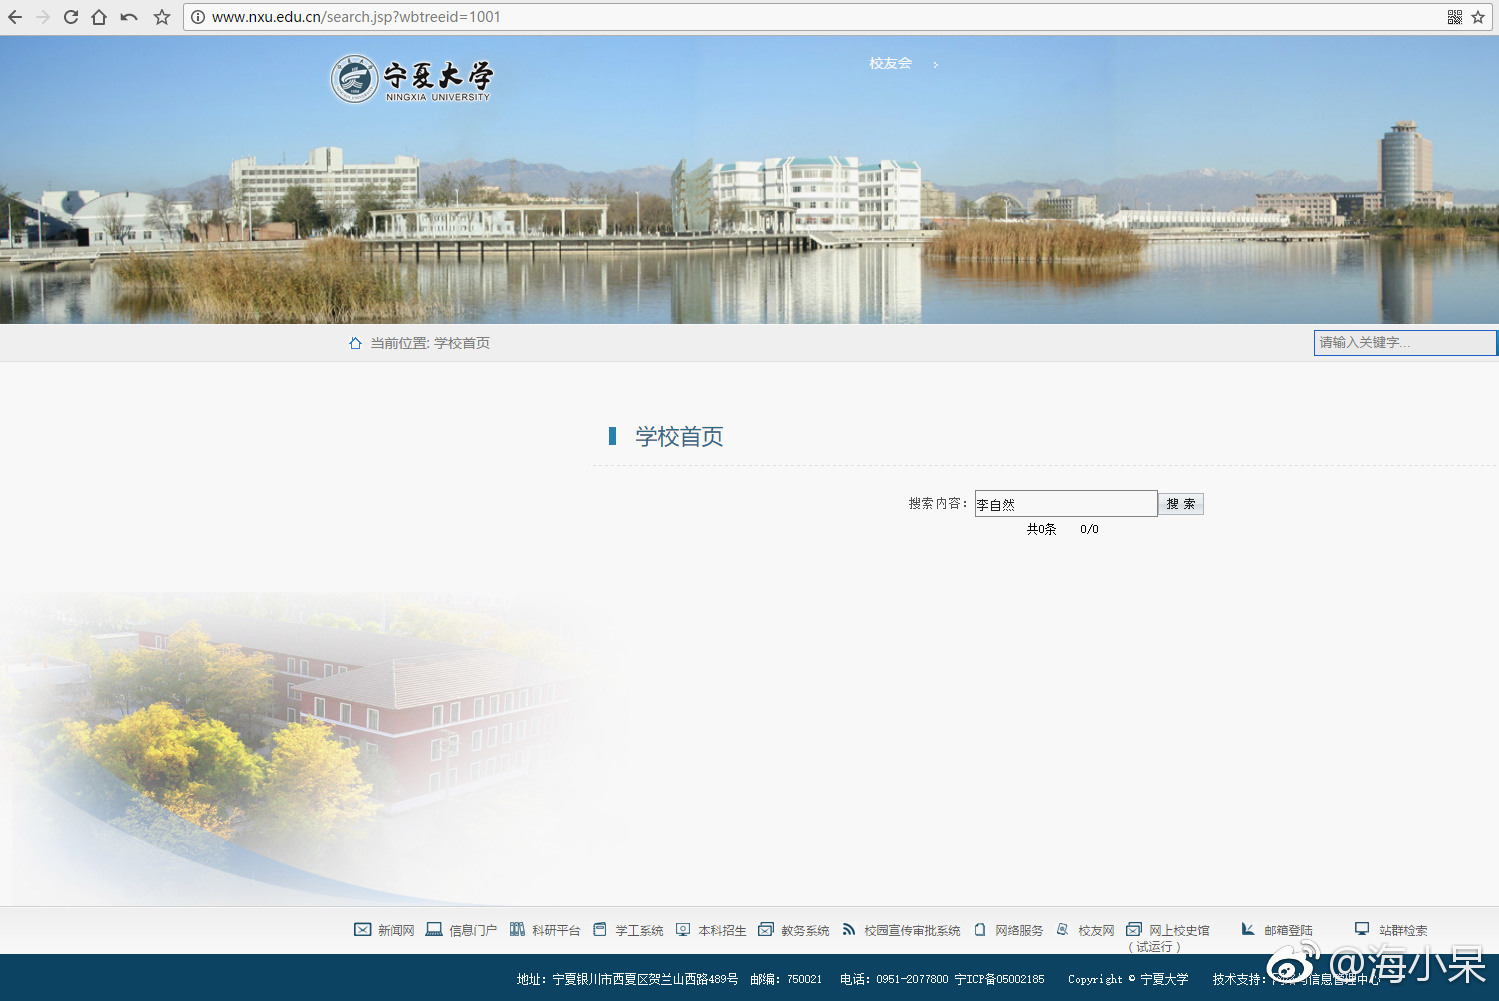 www.nxu.edu.cn/search.jsp?wbtreeid=1001
宁夏大学
NINGXIA UNIVERSITY
校友会 ›
当前位置: 学校首页
请输入关键字...
学校首页
搜索内容： 李自然 搜 索
共0条 0/0
新闻网 信息门户 科研平台 学工系统 本科招生 教务系统 校园宣传审批系统 网络服务 校友网 网上校史馆 邮箱登陆 站群检索
（试运行）
地址：宁夏银川市西夏区贺兰山西路489号 邮编：750021 电话：0951-2077800 宁ICP备05002185 Copyright © 宁夏大学 技术支持：网络与信息管理中心
@海小呆